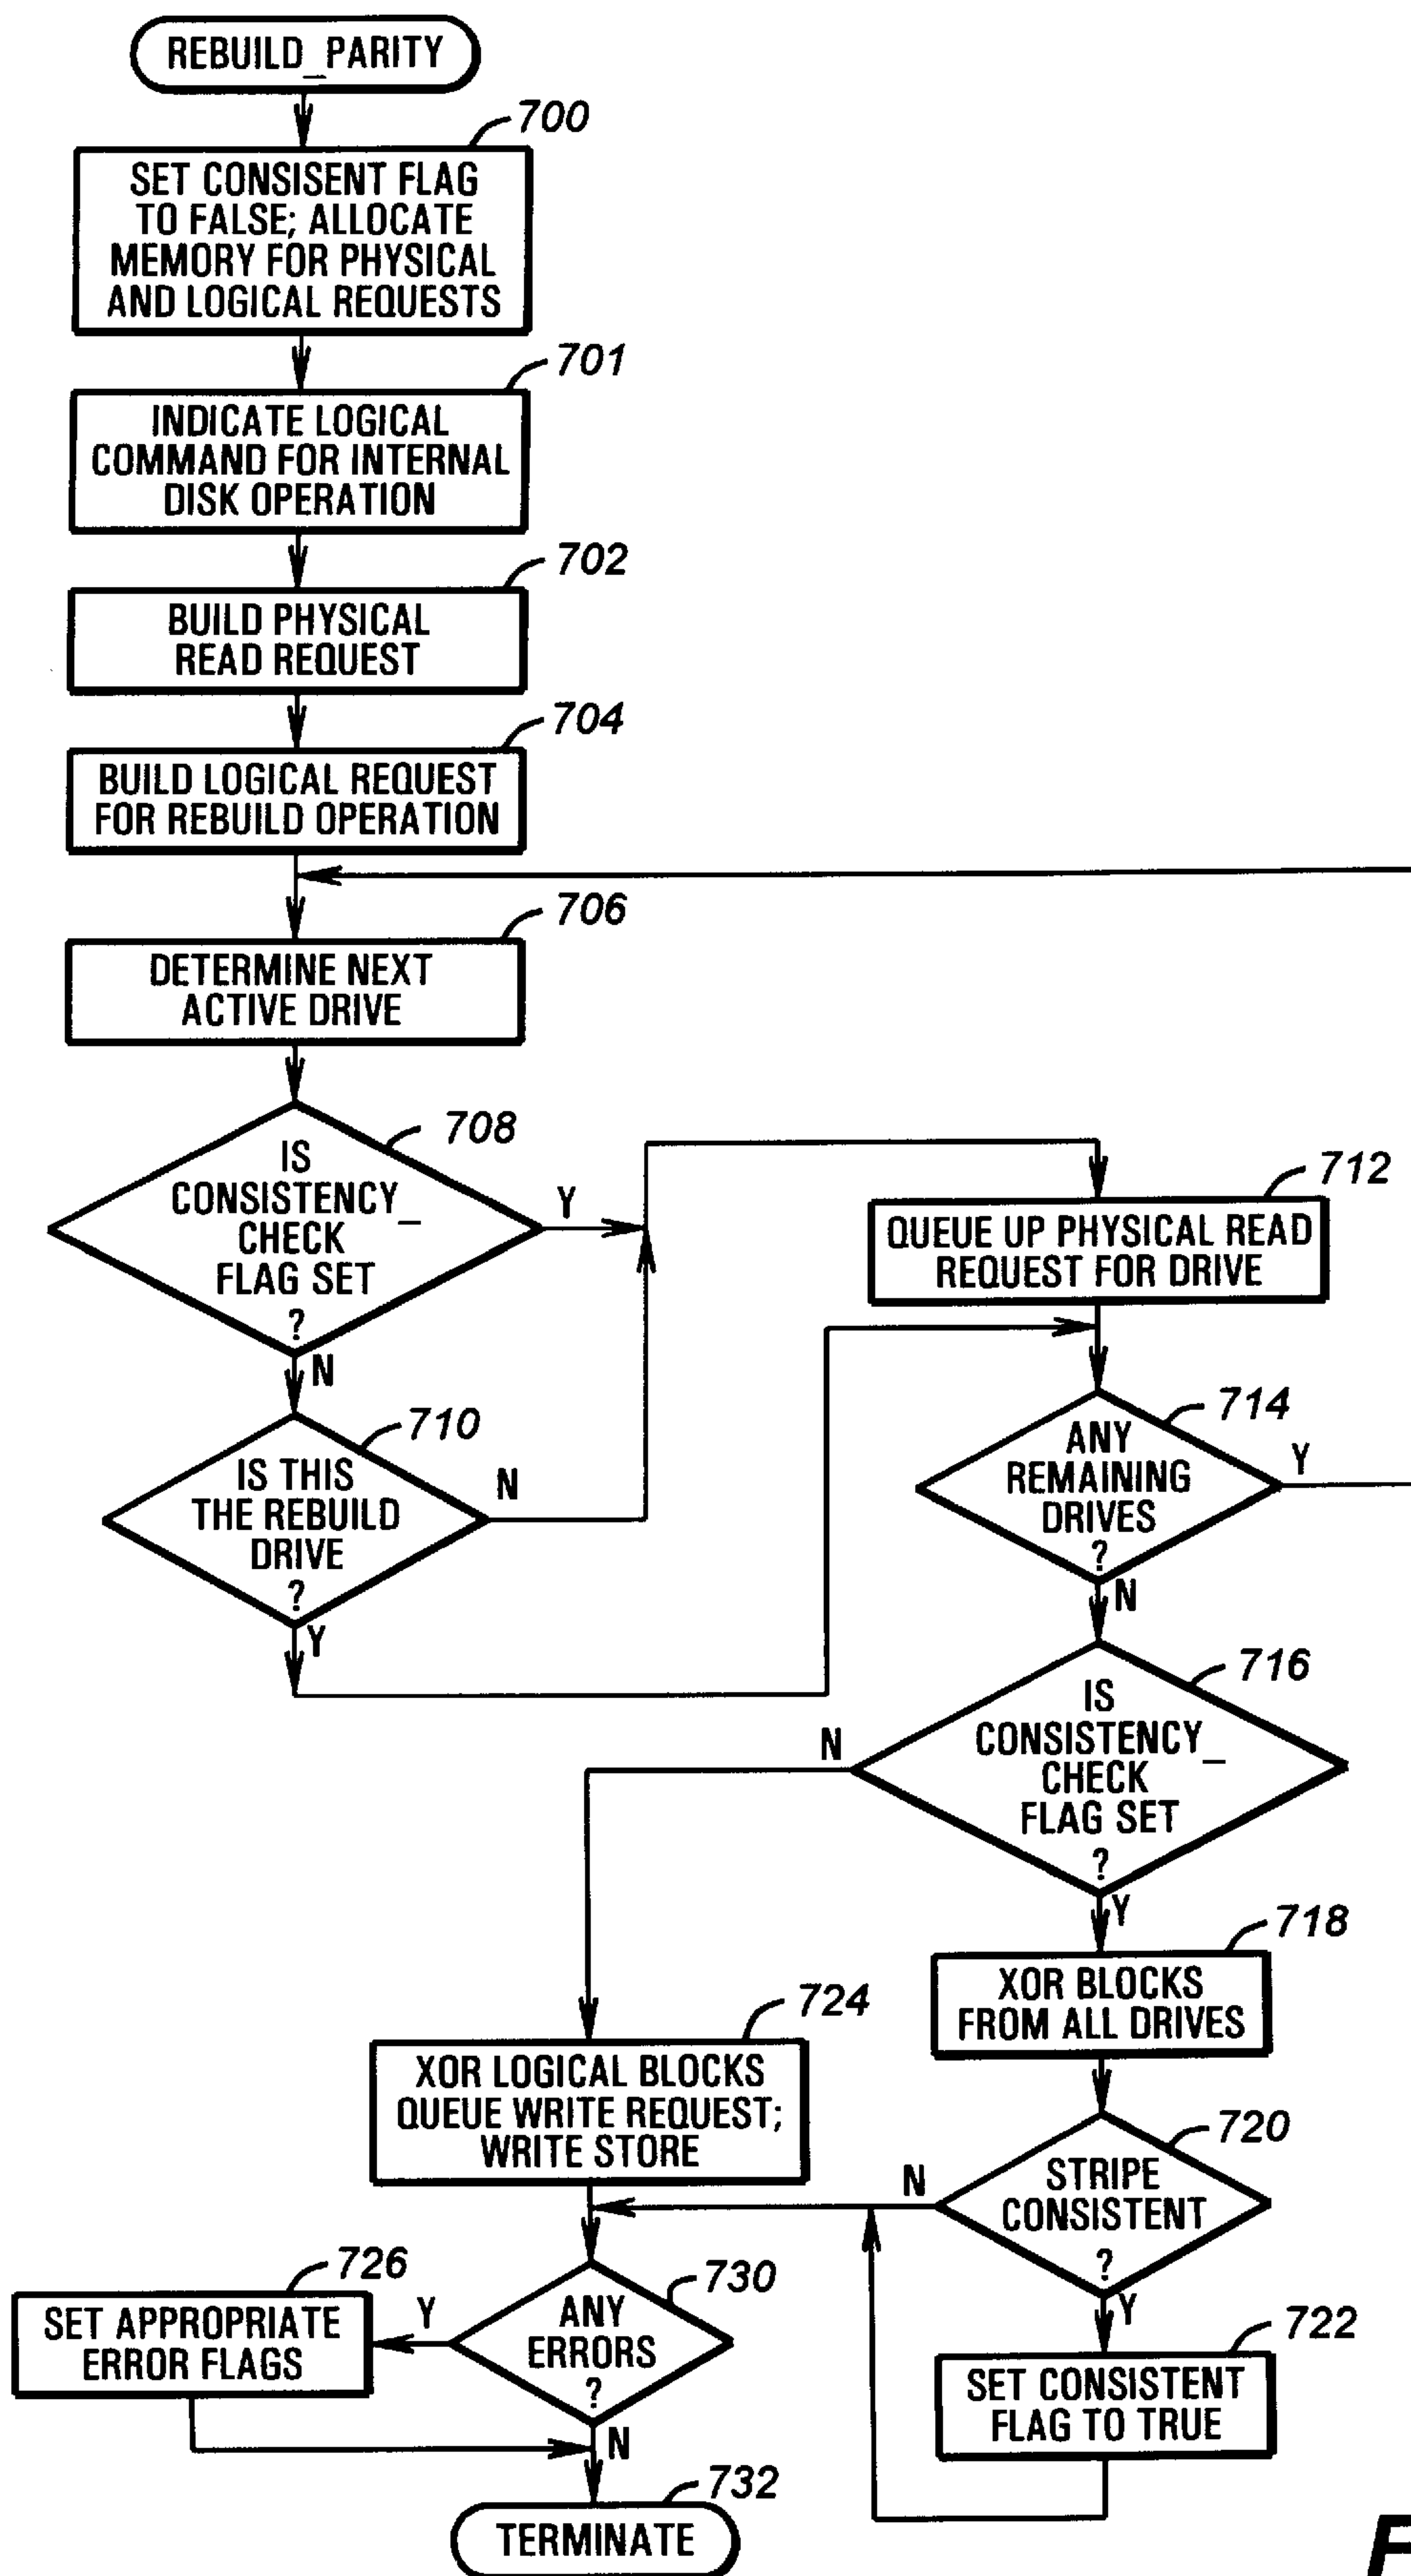 REBUILD_PARITY
700
SET CONSISENT FLAG
TO FALSE; ALLOCATE
MEMORY FOR PHYSICAL
AND LOGICAL REQUESTS
701
INDICATE LOGICAL
COMMAND FOR INTERNAL
DISK OPERATION
702
BUILD PHYSICAL
READ REQUEST
704
BUILD LOGICAL REQUEST
FOR REBUILD OPERATION
706
DETERMINE NEXT
ACTIVE DRIVE
708
IS
CONSISTENCY_
CHECK
FLAG SET
?
Y
N
710
IS THIS
THE REBUILD
DRIVE
?
N
Y
712
QUEUE UP PHYSICAL READ
REQUEST FOR DRIVE
714
ANY
REMAINING
DRIVES
?
Y
N
716
IS
CONSISTENCY_
CHECK
FLAG SET
?
N
Y
718
XOR BLOCKS
FROM ALL DRIVES
720
STRIPE
CONSISTENT
?
N
Y
722
SET CONSISTENT
FLAG TO TRUE
724
XOR LOGICAL BLOCKS
QUEUE WRITE REQUEST;
WRITE STORE
730
ANY
ERRORS
?
Y
N
726
SET APPROPRIATE
ERROR FLAGS
732
TERMINATE
F